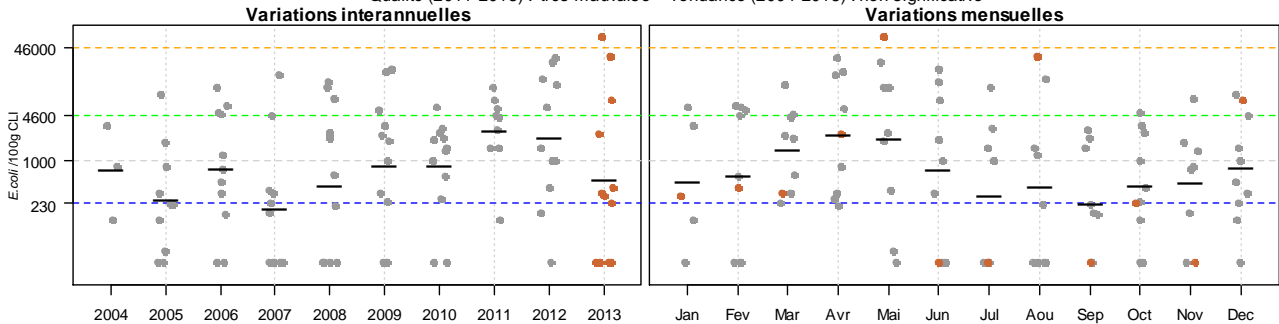 Variations interannuelles
Variations mensuelles
E.coli /100g CLI
46000
4600
1000
230
2004 2005 2006 2007 2008 2009 2010 2011 2012 2013
Jan Fev Mar Avr Mai Jun Jul Aou Sep Oct Nov Dec